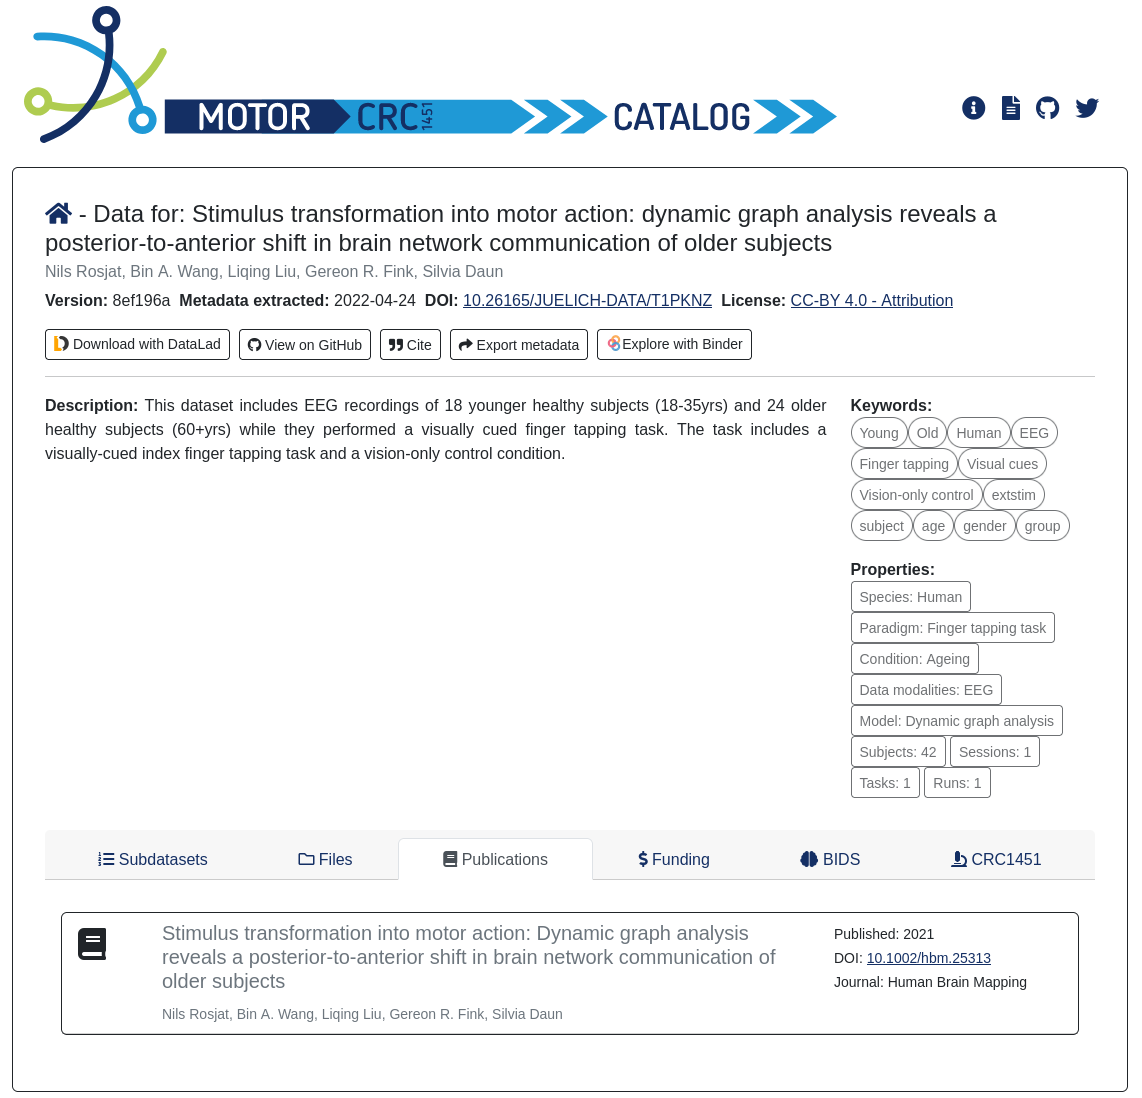 MOTOR CRC 1451 CATALOG
- Data for: Stimulus transformation into motor action: dynamic graph analysis reveals a
posterior-to-anterior shift in brain network communication of older subjects
Nils Rosjat, Bin A. Wang, Liqing Liu, Gereon R. Fink, Silvia Daun
Version: 8ef196a Metadata extracted: 2022-04-24 DOI: 10.26165/JUELICH-DATA/T1PKNZ License: CC-BY 4.0 - Attribution
Download with DataLad View on GitHub Cite Export metadata Explore with Binder
Description: This dataset includes EEG recordings of 18 younger healthy subjects (18-35yrs) and 24 older
healthy subjects (60+yrs) while they performed a visually cued finger tapping task. The task includes a
visually-cued index finger tapping task and a vision-only control condition.
Keywords:
Young Old Human EEG
Finger tapping Visual cues
Vision-only control extstim
subject age gender group
Properties:
Species: Human
Paradigm: Finger tapping task
Condition: Ageing
Data modalities: EEG
Model: Dynamic graph analysis
Subjects: 42 Sessions: 1
Tasks: 1 Runs: 1
Subdatasets Files Publications Funding BIDS CRC1451
Stimulus transformation into motor action: Dynamic graph analysis
reveals a posterior-to-anterior shift in brain network communication of
older subjects
Nils Rosjat, Bin A. Wang, Liqing Liu, Gereon R. Fink, Silvia Daun
Published: 2021
DOI: 10.1002/hbm.25313
Journal: Human Brain Mapping